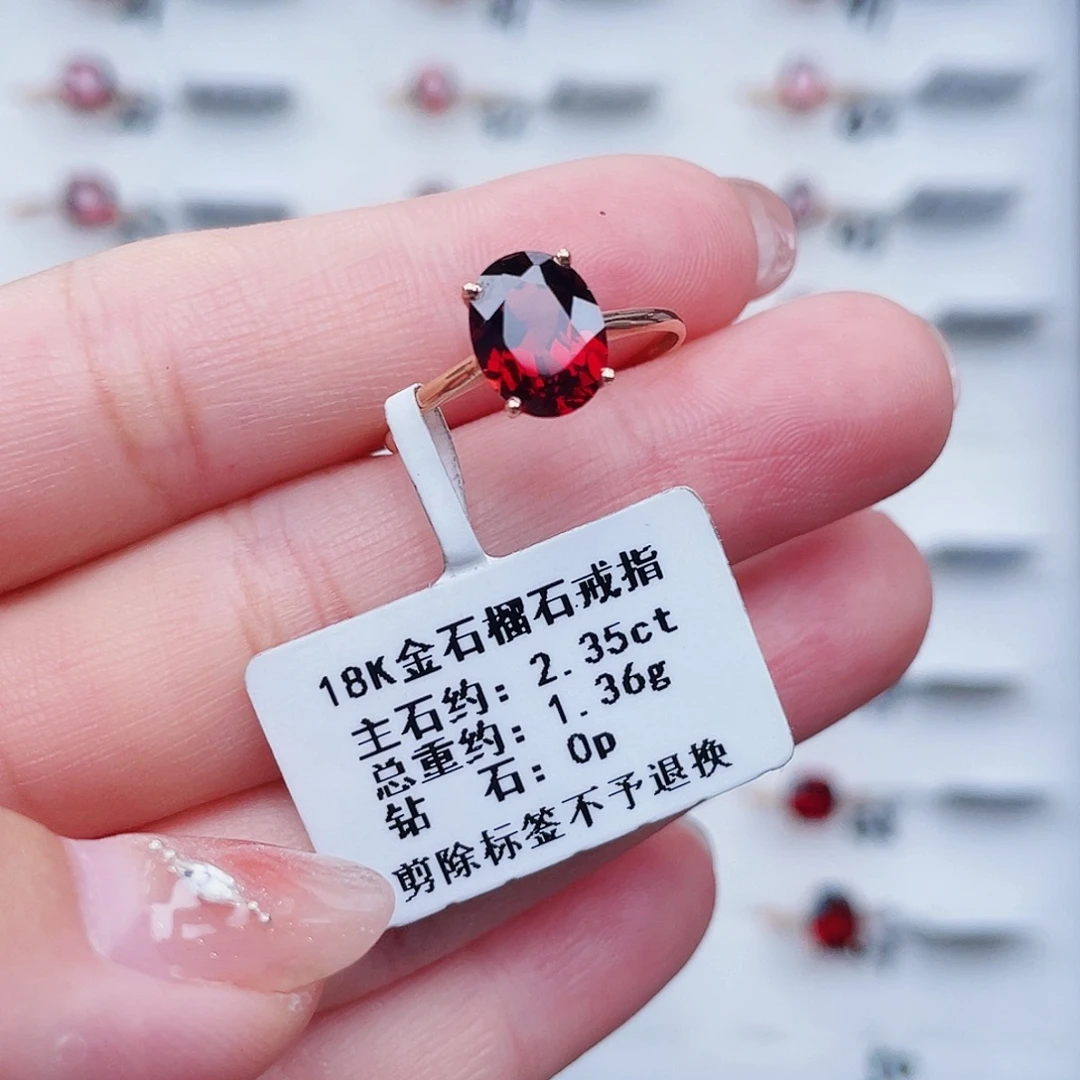 18K金石榴石戒指
主石约: 2.35ct
总重约: 1.36g
钻 石: 0p
剪除标签不予退换